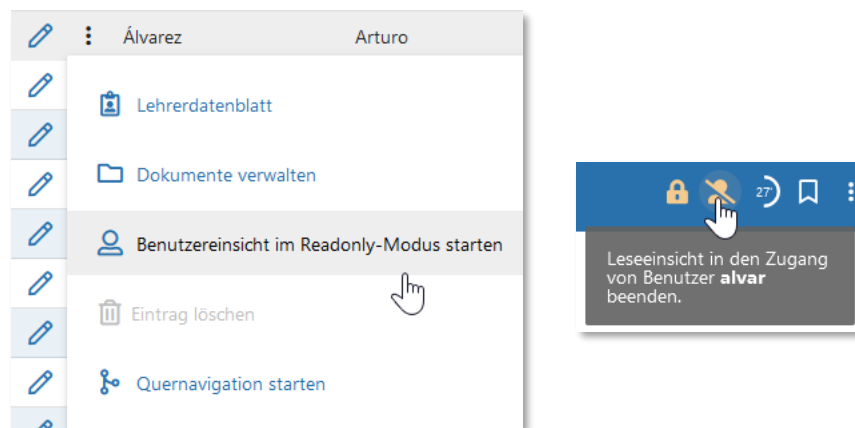 Álvarez Arturo
Lehrerdatenblatt
Dokumente verwalten
Benutzereinsicht im Readonly-Modus starten
Eintrag löschen
Quernavigation starten
27'
Leseeinsicht in den Zugang
von Benutzer alvar
beenden.